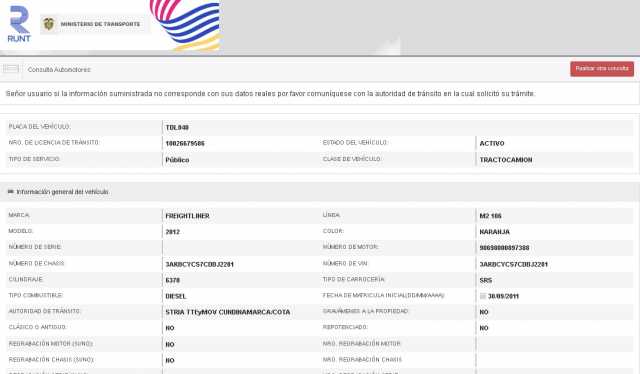 RUNT
MINISTERIO DE TRANSPORTE
Consulta Automotores
Realizar otra consulta
Señor usuario si la información suministrada no corresponde con sus datos reales por favor comuníquese con la autoridad de tránsito en la cual solicitó su trámite.
PLACA DEL VEHÍCULO: TDL040
NRO. DE LICENCIA DE TRÁNSITO: 10026679586 ESTADO DEL VEHÍCULO: ACTIVO
TIPO DE SERVICIO: Público CLASE DE VEHÍCULO: TRACTOCAMION
Información general del vehículo
MARCA: FREIGHTLINER LÍNEA: M2 106
MODELO: 2012 COLOR: NARANJA
NÚMERO DE SERIE: NÚMERO DE MOTOR: 90698000897388
NÚMERO DE CHASIS: 3AKBCYCS7CDBJ2201 NÚMERO DE VIN: 3AKBCYCS7CDBJ2201
CILINDRAJE: 6370 TIPO DE CARROCERÍA: SRS
TIPO COMBUSTIBLE: DIESEL FECHA DE MATRICULA INICIAL(DD/MM/AAAA): 30/09/2011
AUTORIDAD DE TRÁNSITO: STRIA TTEyMOV CUNDINAMARCA/COTA GRAVÁMENES A LA PROPIEDAD: NO
CLÁSICO O ANTIGUO: NO REPOTENCIADO: NO
REGRABACIÓN MOTOR (SI/NO): NO NRO. REGRABACIÓN MOTOR
REGRABACIÓN CHASIS (SI/NO): NO NRO. REGRABACIÓN CHASIS